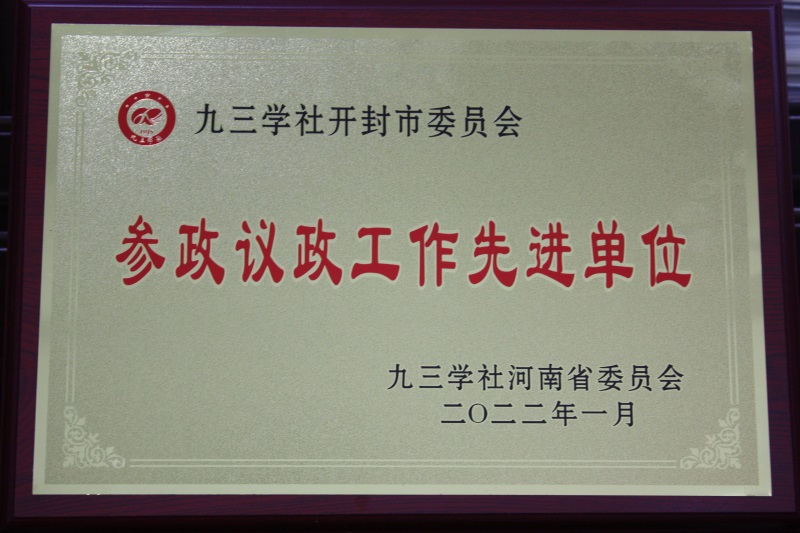 九三学社开封市委员会
参政议政工作先进单位
九三学社河南省委员会
二〇二二年一月